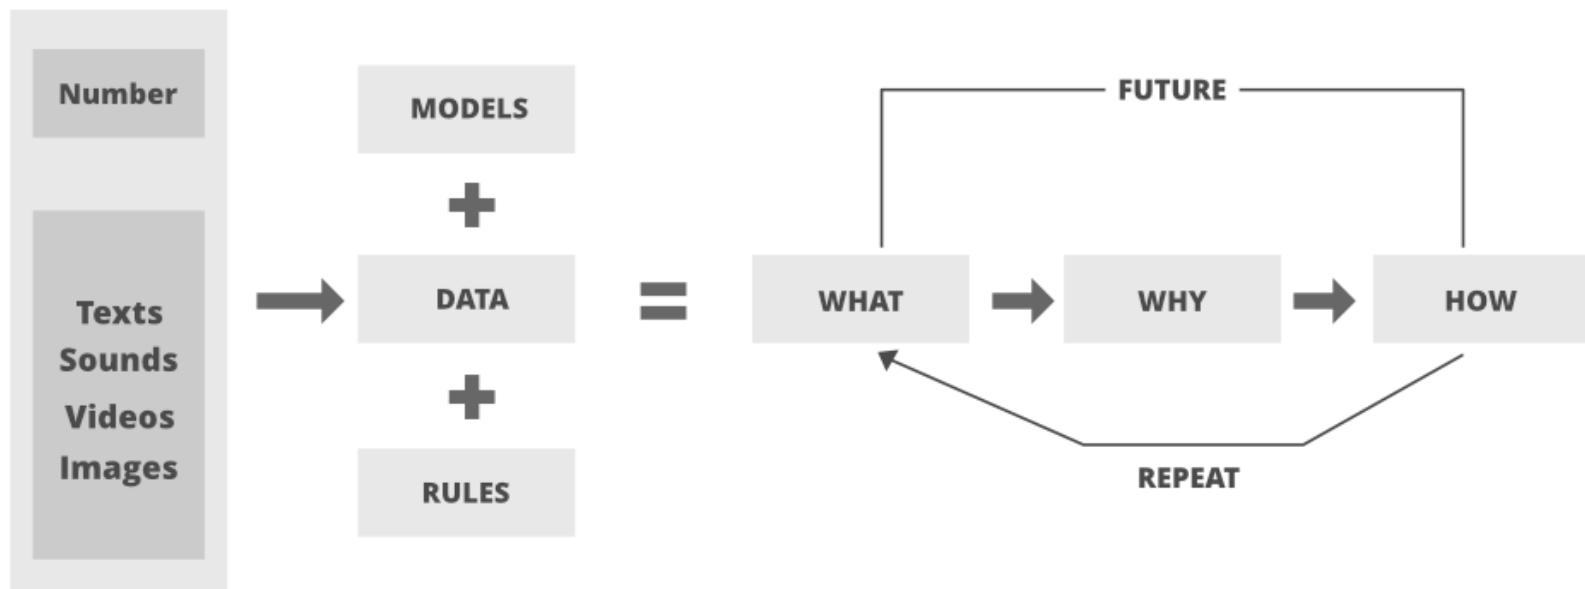 Number
Texts
Sounds
Videos
Images
MODELS
DATA
RULES
FUTURE
WHAT
WHY
HOW
REPEAT